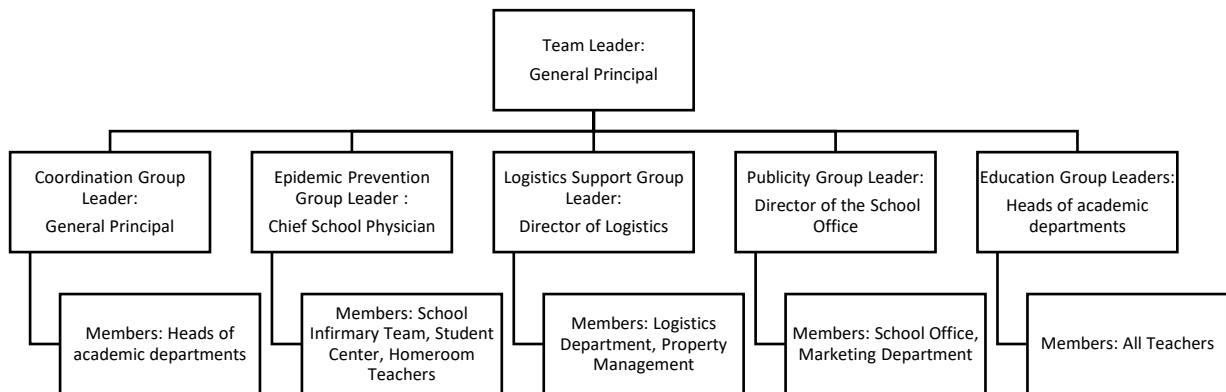 Team Leader:
General Principal
Coordination Group
Leader:
General Principal
Epidemic Prevention
Group Leader :
Chief School Physician
Logistics Support Group
Leader:
Director of Logistics
Publicity Group Leader:
Director of the School
Office
Education Group Leaders:
Heads of academic
departments
Members: Heads of
academic departments
Members: School
Infirmary Team, Student
Center, Homeroom
Teachers
Members: Logistics
Department, Property
Management
Members: School Office,
Marketing Department
Members: All Teachers